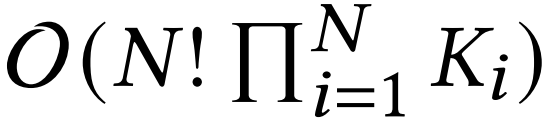 𝒪(N! ∏_{i=1}^{N} K_i)